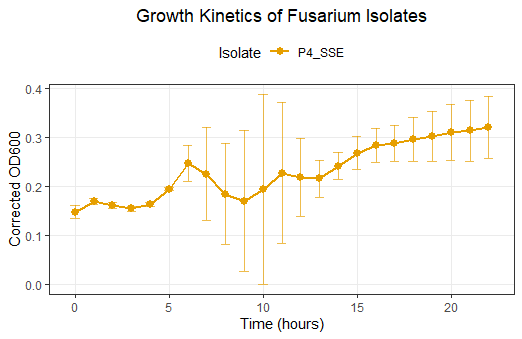 Growth Kinetics of Fusarium Isolates
Isolate P4_SSE
Corrected OD600
0.4
0.3
0.2
0.1
0.0
0 5 10 15 20
Time (hours)